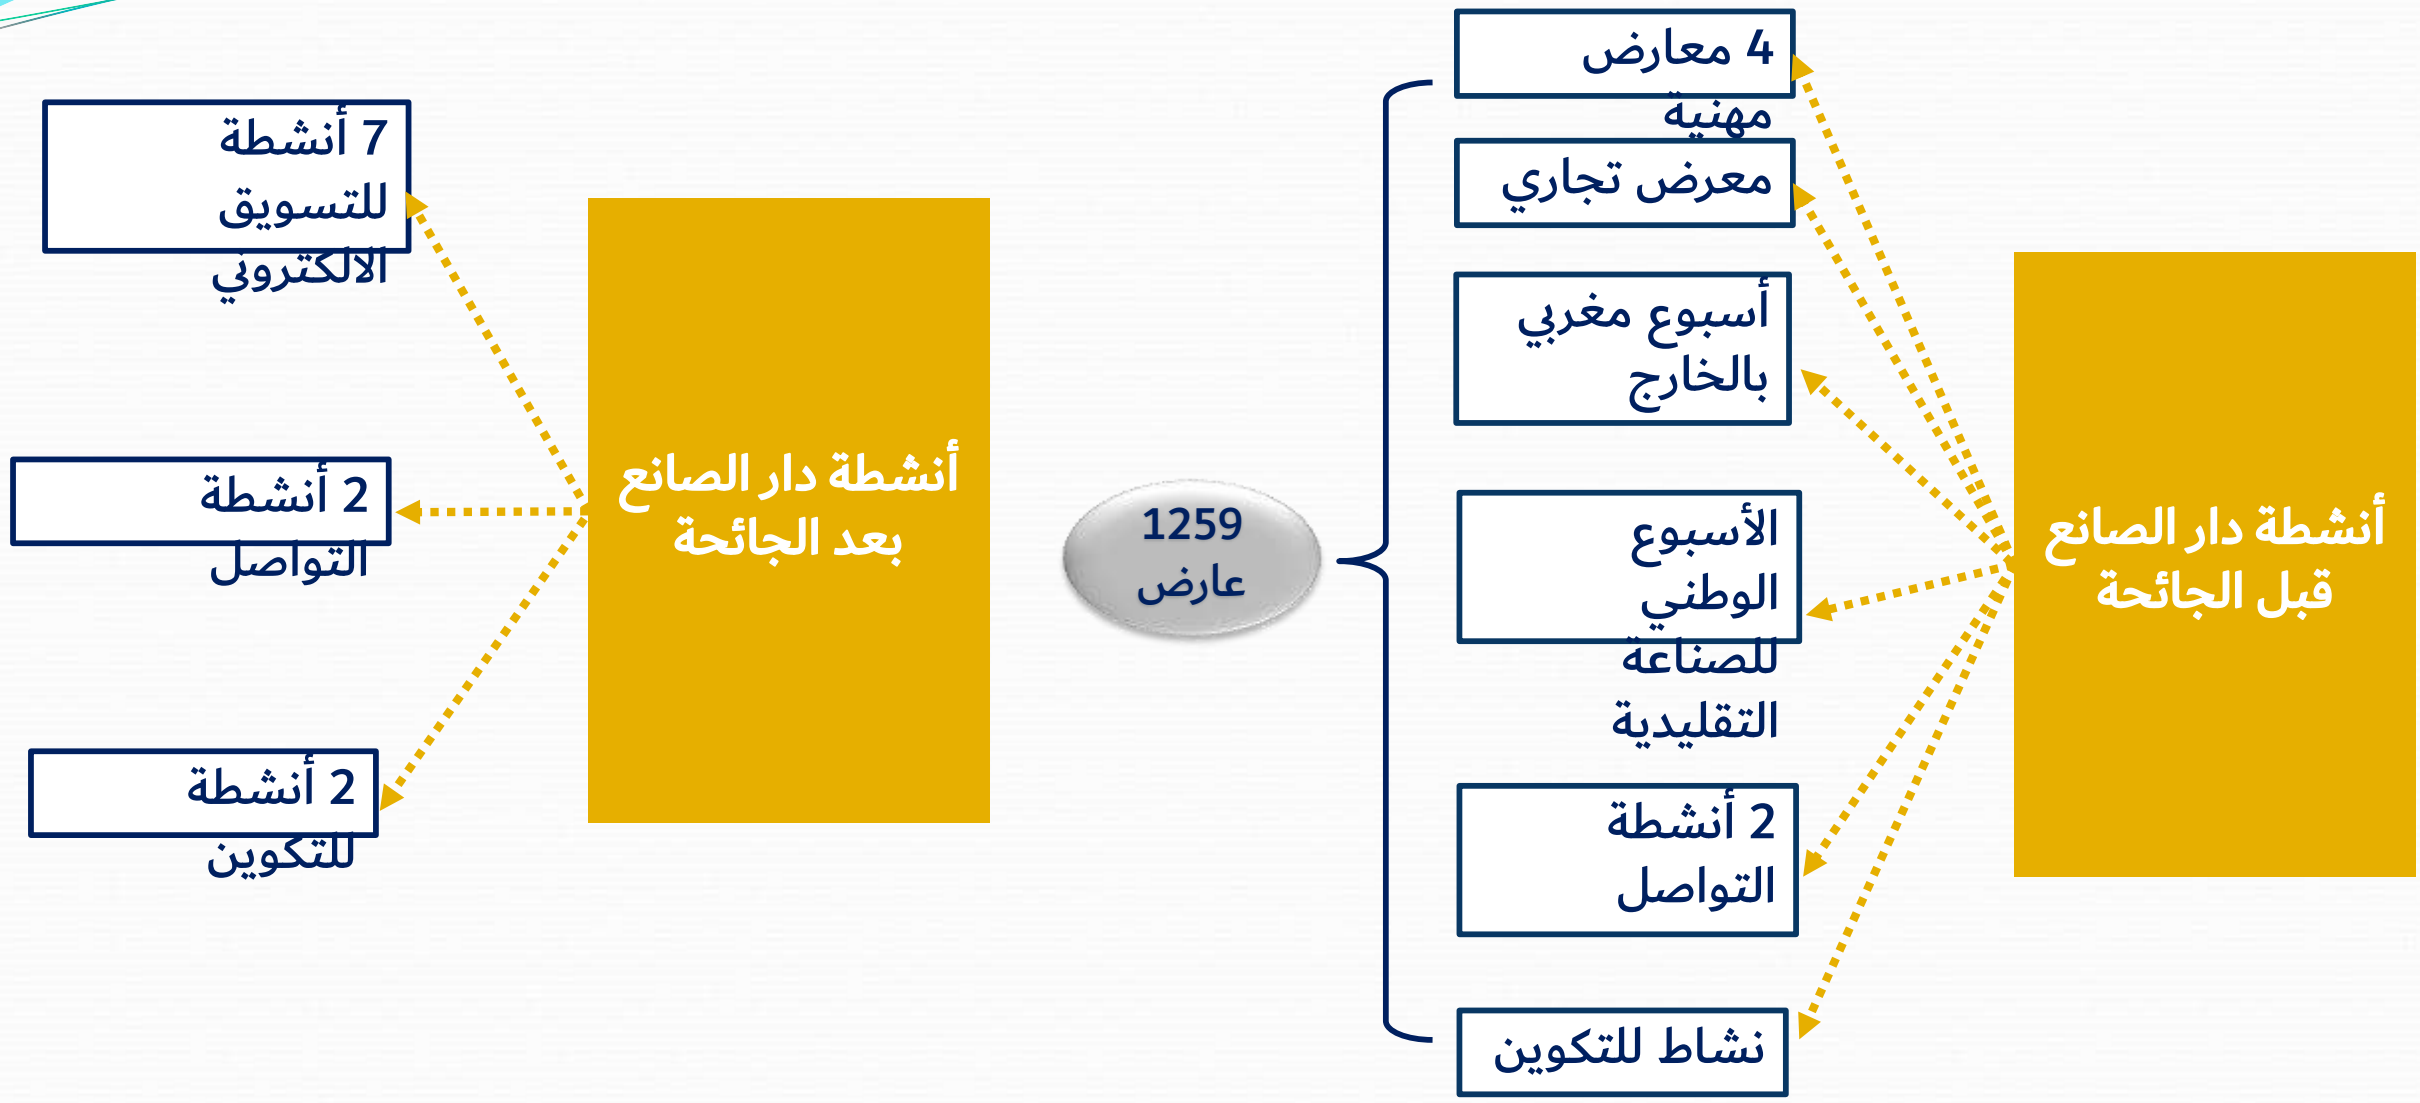 أنشطة دار الصانع
قبل الجائحة
4 معارض
مهنية
معرض تجاري
أسبوع مغربي
بالخارج
الأسبوع
الوطني
للصناعة
التقليدية
2 أنشطة
التواصل
نشاط للتكوين
1259
عارض
أنشطة دار الصانع
بعد الجائحة
7 أنشطة
للتسويق
الالكتروني
2 أنشطة
التواصل
2 أنشطة
للتكوين